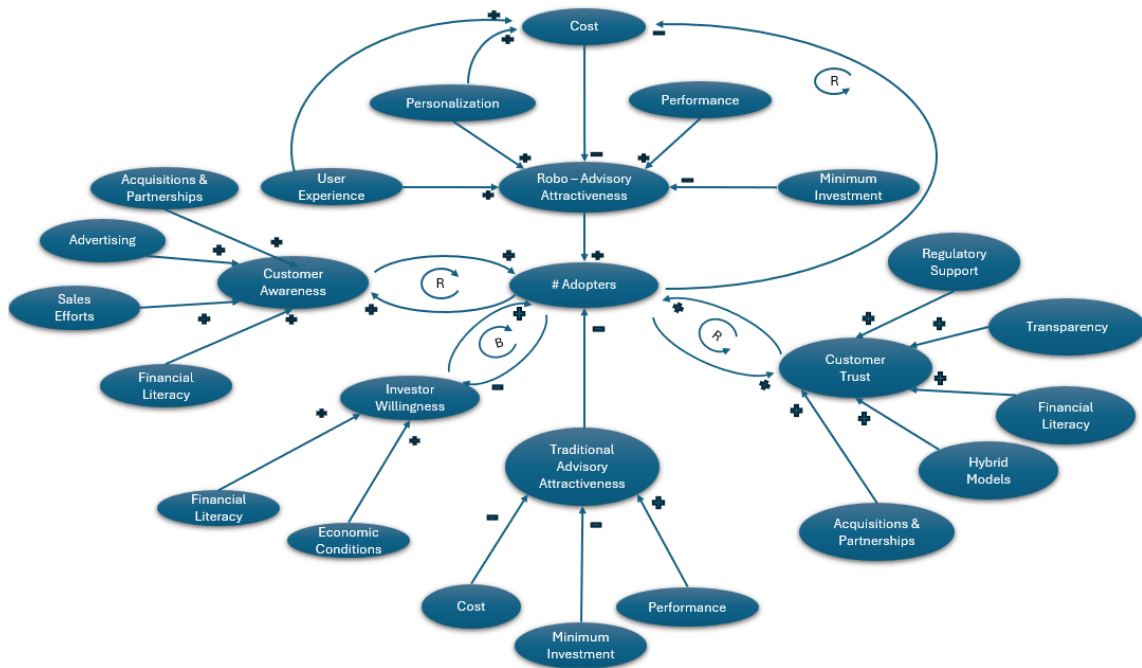 Cost
R
Personalization
Performance
User
Experience
Robo – Advisory
Attractiveness
Minimum
Investment
Acquisitions &
Partnerships
Advertising
Customer
Awareness
Sales
Efforts
Financial
Literacy
R
# Adopters
B
R
Regulatory
Support
Transparency
Customer
Trust
Financial
Literacy
Hybrid
Models
Acquisitions &
Partnerships
Investor
Willingness
Financial
Literacy
Economic
Conditions
Traditional
Advisory
Attractiveness
Cost
Minimum
Investment
Performance